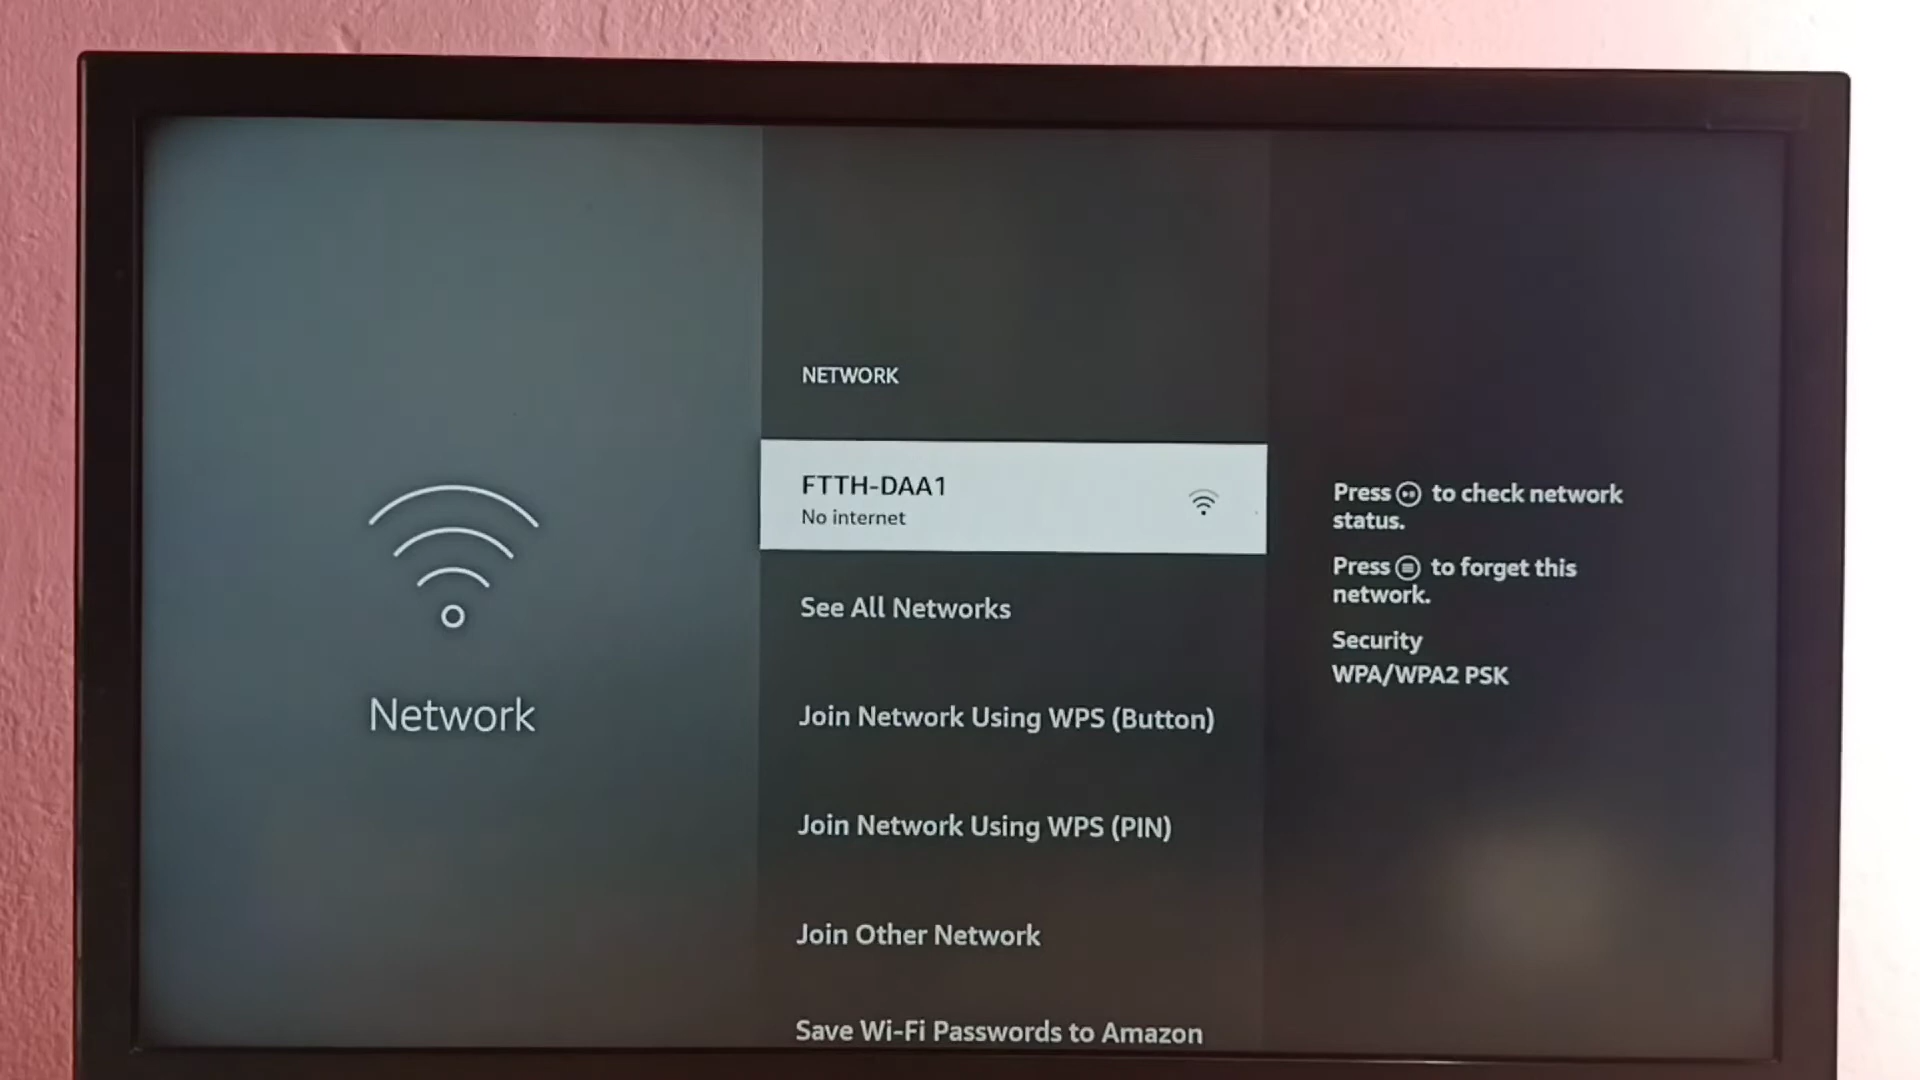 NETWORK
FTTH-DAA1
No internet
See All Networks
Join Network Using WPS (Button)
Join Network Using WPS (PIN)
Join Other Network
Save Wi-Fi Passwords to Amazon
Network
Press to check network
status.
Press to forget this
network.
Security
WPA/WPA2 PSK